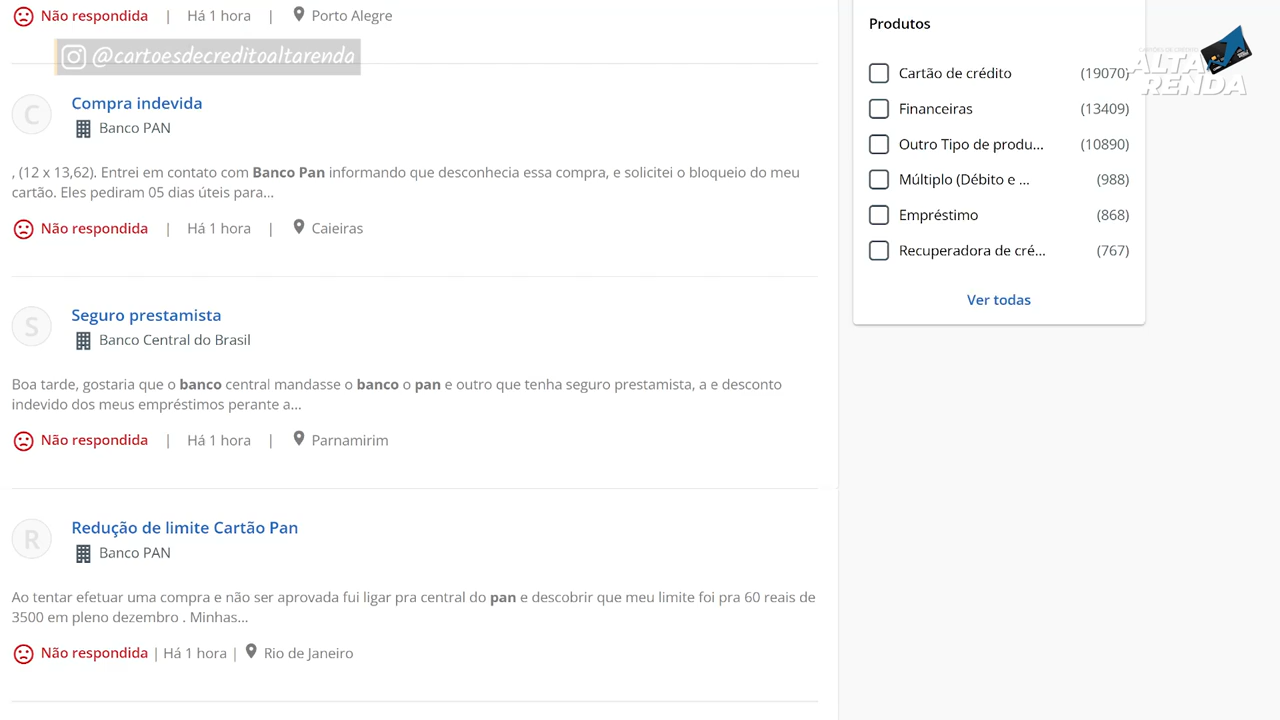 Não respondida | Há 1 hora | Porto Alegre
@cartoesdecreditoaltarenda
C
Compra indevida
Banco PAN
, (12 x 13,62). Entrei em contato com Banco Pan informando que desconhecia essa compra, e solicitei o bloqueio do meu
cartão. Eles pediram 05 dias úteis para...
Não respondida | Há 1 hora | Caieiras
S
Seguro prestamista
Banco Central do Brasil
Boa tarde, gostaria que o banco central mandasse o banco o pan e outro que tenha seguro prestamista, a e desconto
indevido dos meus empréstimos perante a...
Não respondida | Há 1 hora | Parnamirim
R
Redução de limite Cartão Pan
Banco PAN
Ao tentar efetuar uma compra e não ser aprovada fui ligar pra central do pan e descobrir que meu limite foi pra 60 reais de
3500 em pleno dezembro . Minhas...
Não respondida | Há 1 hora | Rio de Janeiro
Produtos
Cartão de crédito (19070)
Financeiras (13409)
Outro Tipo de produ... (10890)
Múltiplo (Débito e ... (988)
Empréstimo (868)
Recuperadora de cré... (767)
Ver todas
ALTA
RENDA